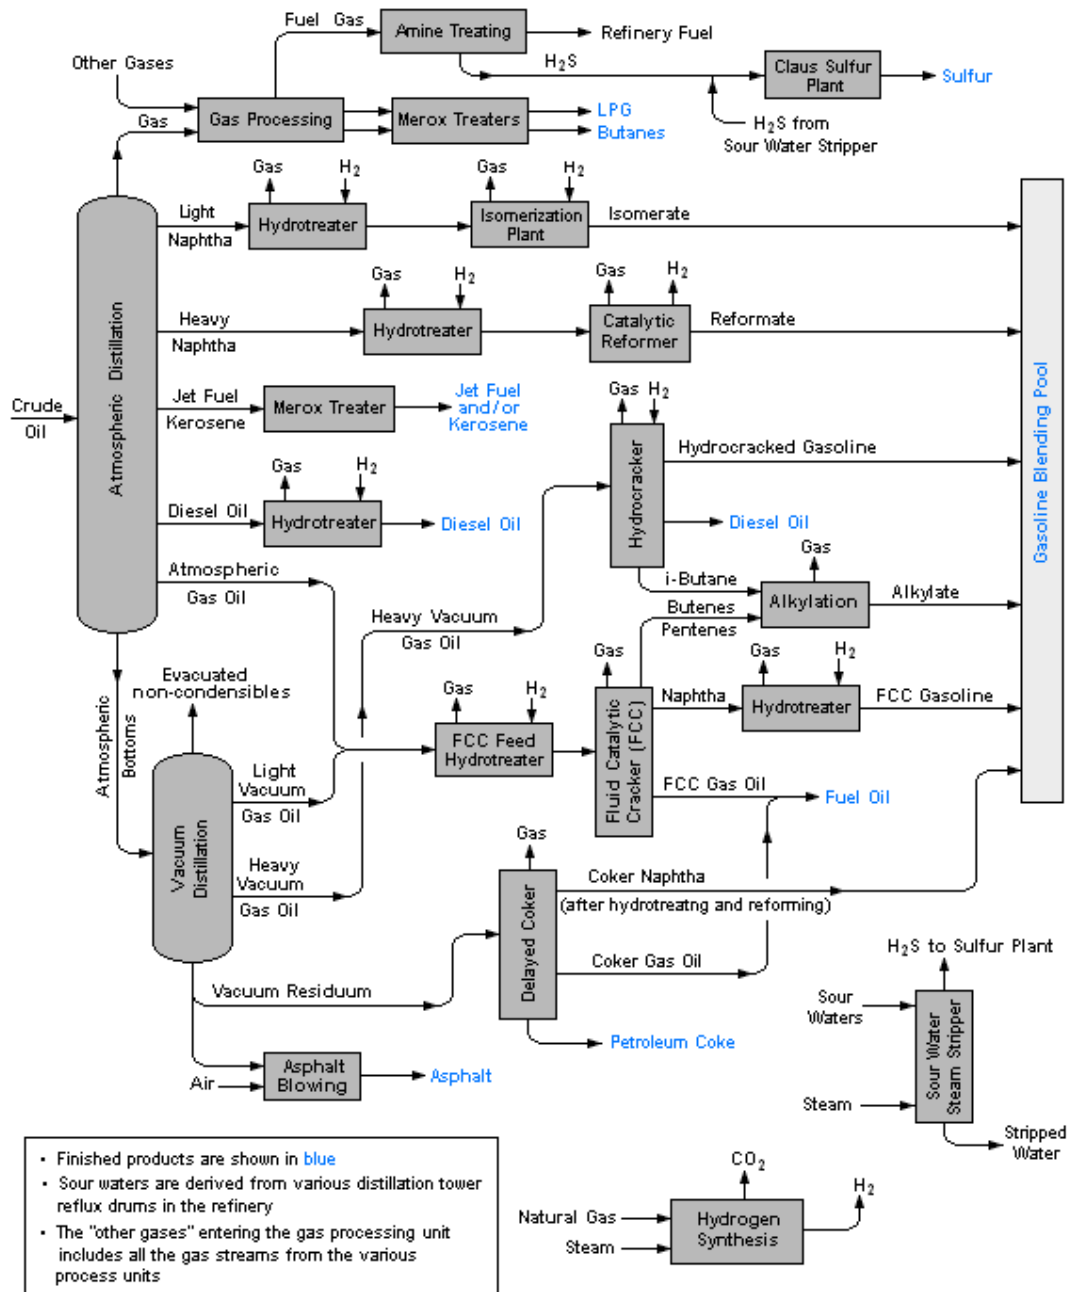 Fuel Gas
Amine Treating
Refinery Fuel
Other Gases
H2S
Claus Sulfur
Plant
Sulfur
Gas
Gas Processing
Merox Treaters
LPG
Butanes
H2S from
Sour Water Stripper
Gas
H2
Gas
H2
Light
Naphtha
Hydrotreater
Isomerization
Plant
Isomerate
Gas
H2
Gas
H2
Heavy
Naphtha
Hydrotreater
Catalytic
Reformer
Reformate
Crude
Oil
Atmospheric Distillation
Jet Fuel
Kerosene
Merox Treater
Jet Fuel
and/or
Kerosene
Gas
H2
Hydrocracker
Hydrocracked Gasoline
Gasoline Blending Pool
Gas
H2
Diesel Oil
Hydrotreater
Diesel Oil
Diesel Oil
Atmospheric
Gas Oil
i-Butane
Butenes
Pentenes
Gas
Alkylation
Alkylate
Heavy Vacuum
Gas Oil
Atmospheric
Bottoms
Evacuated
non-condensibles
Gas
H2
FCC Feed
Hydrotreater
Gas
Fluid Catalytic
Cracker (FCC)
Naphtha
Gas
H2
Hydrotreater
FCC Gasoline
Light
Vacuum
Gas Oil
FCC Gas Oil
Fuel Oil
Vacuum
Distillation
Heavy
Vacuum
Gas Oil
Gas
Delayed Coker
Coker Naphtha
(after hydrotreatng and reforming)
Coker Gas Oil
Vacuum Residuum
Petroleum Coke
Air
Asphalt
Blowing
Asphalt
H2S to Sulfur Plant
Sour
Waters
Sour Water
Steam Stripper
Steam
Stripped
Water
• Finished products are shown in blue
• Sour waters are derived from various distillation tower
reflux drums in the refinery
• The "other gases" entering the gas processing unit
includes all the gas streams from the various
process units
CO2
H2
Natural Gas
Steam
Hydrogen
Synthesis